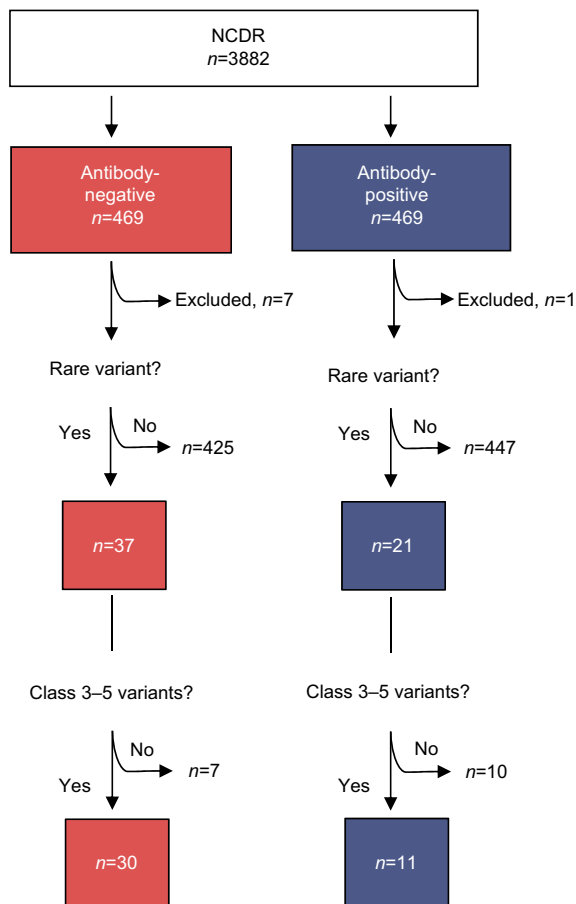 NCDR
n=3882
Antibody-
negative
n=469
Antibody-
positive
n=469
Excluded, n=7
Excluded, n=1
Rare variant?
Rare variant?
Yes
No
n=425
Yes
No
n=447
n=37
n=21
Class 3–5 variants?
Class 3–5 variants?
No
n=7
Yes
No
n=10
Yes
n=30
n=11